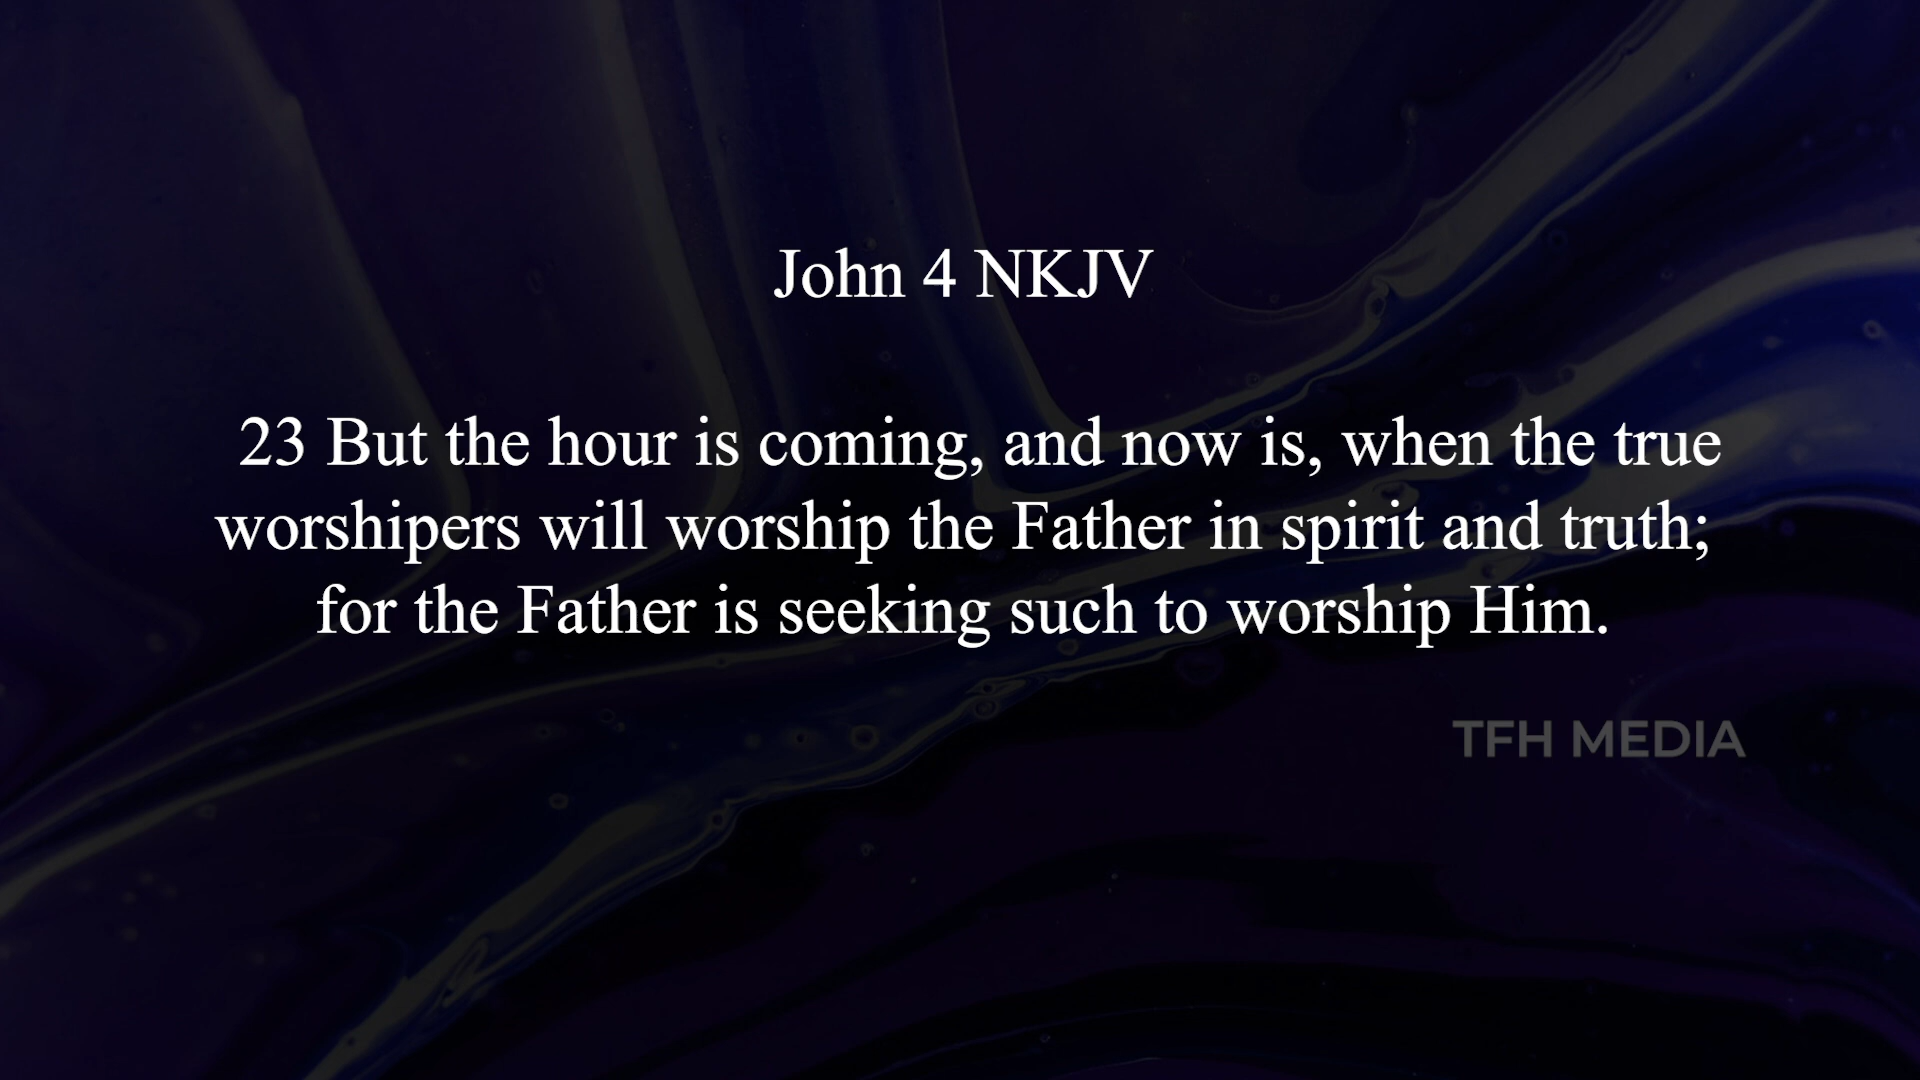 John 4 NKJV
23 But the hour is coming, and now is, when the true
worshipers will worship the Father in spirit and truth;
for the Father is seeking such to worship Him.
TFH MEDIA